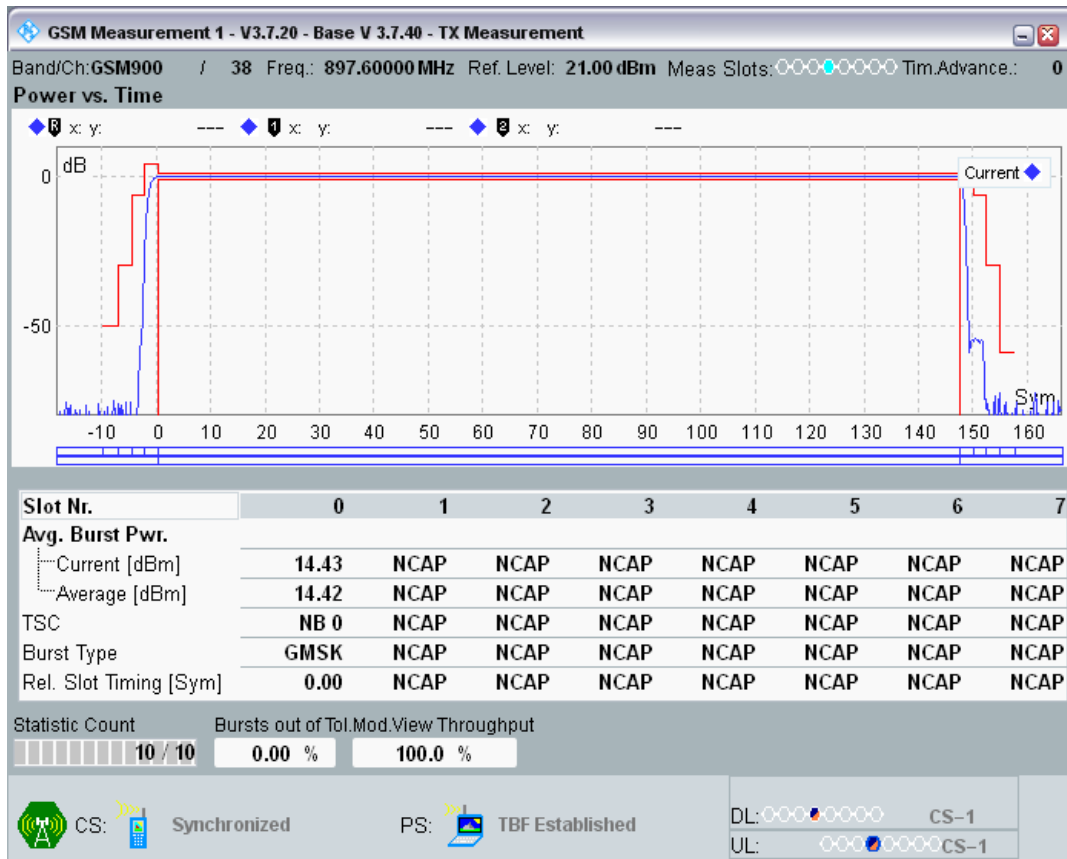 GSM Measurement 1 - V3.7.20 - Base V 3.7.40 - TX Measurement
Band/Ch:GSM900 / 38 Freq.: 897.60000 MHz Ref. Level: 21.00 dBm Meas Slots: Tim.Advance.: 0
Power vs. Time
R x: y: --- 1 x: y: --- 2 x: y: ---
dB
Current
0
-50
Sym
-10 0 10 20 30 40 50 60 70 80 90 100 110 120 130 140 150 160
Slot Nr. 0 1 2 3 4 5 6 7
Avg. Burst Pwr.
Current [dBm] 14.43 NCAP NCAP NCAP NCAP NCAP NCAP NCAP
Average [dBm] 14.42 NCAP NCAP NCAP NCAP NCAP NCAP NCAP
TSC NB 0 NCAP NCAP NCAP NCAP NCAP NCAP NCAP
Burst Type GMSK NCAP NCAP NCAP NCAP NCAP NCAP NCAP
Rel. Slot Timing [Sym] 0.00 NCAP NCAP NCAP NCAP NCAP NCAP NCAP
Statistic Count Bursts out of Tol. Mod.View Throughput
10 / 10 0.00 % 100.0 %
CS: Synchronized PS: TBF Established
DL: CS-1
UL: CS-1